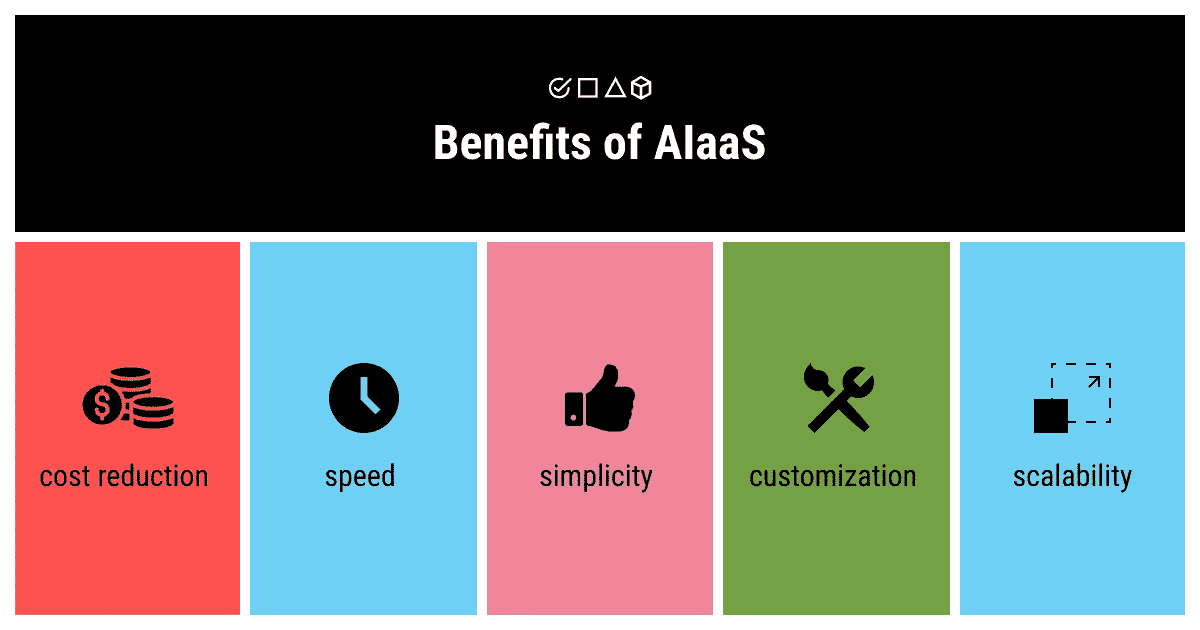 Benefits of AIaaS
cost reduction
speed
simplicity
customization
scalability